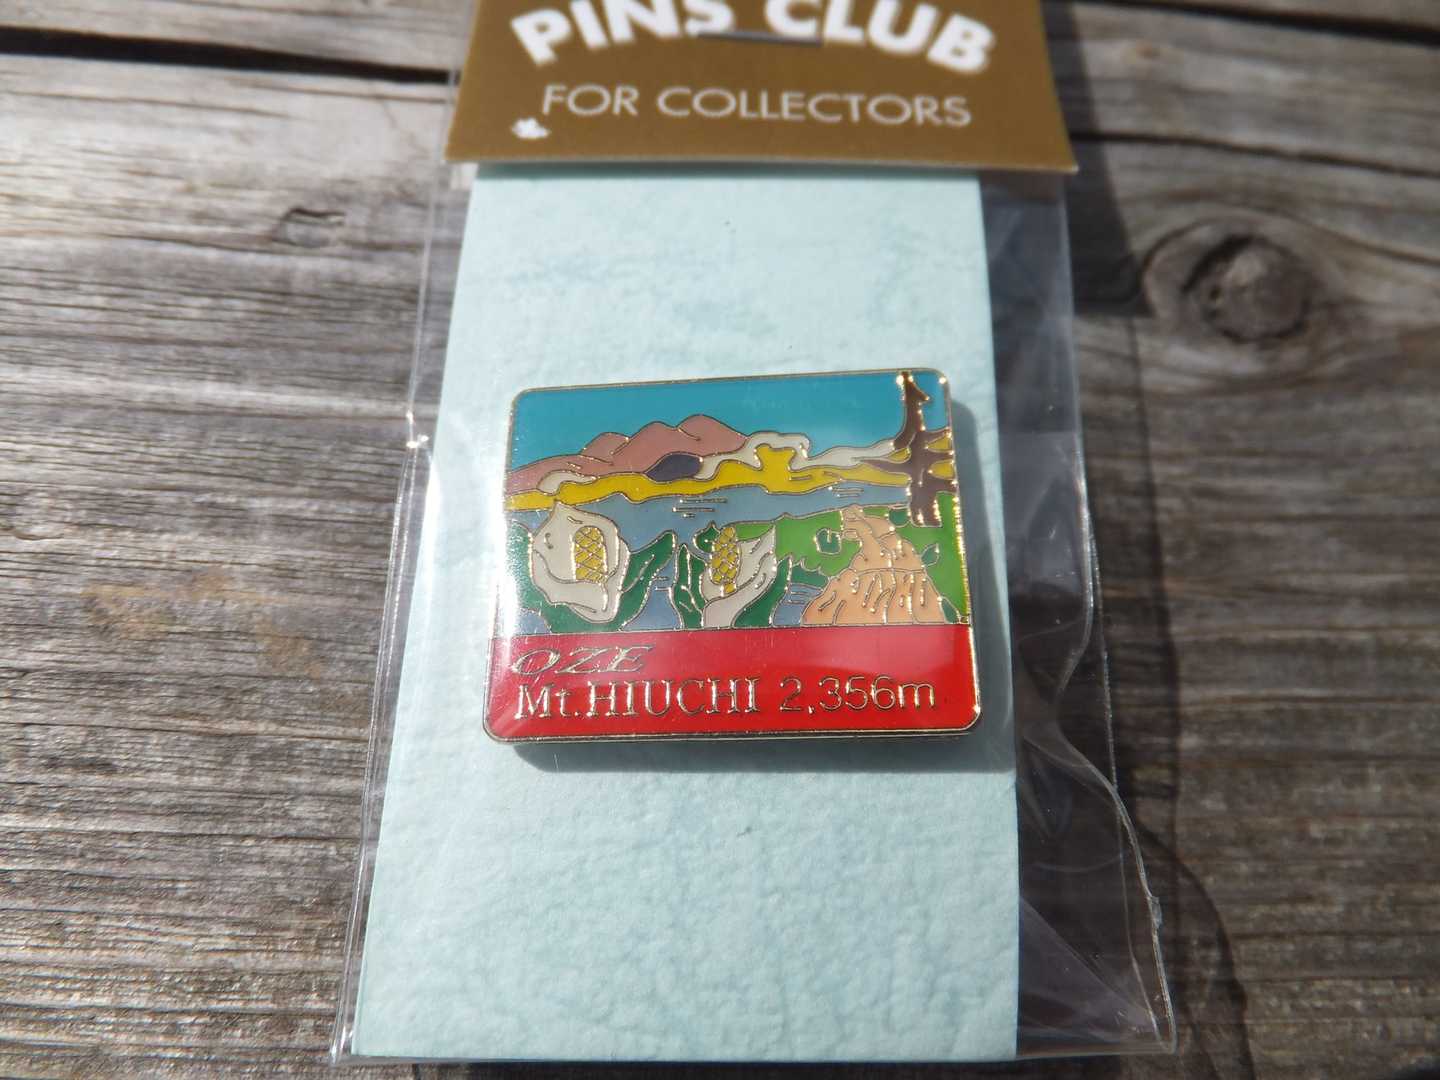 PINS CLUB
FOR COLLECTORS
OZE
Mt.HIUCHI 2,356m